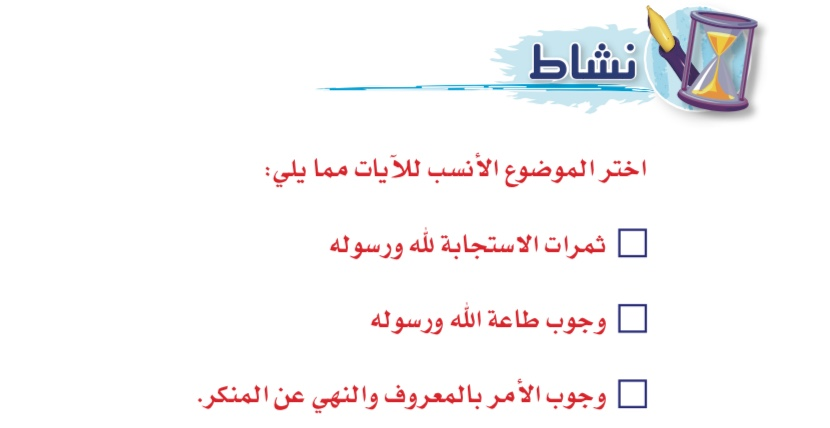 نشاط
اختر الموضوع الأنسب للآيات مما يلي:
ثمرات الاستجابة لله ورسوله
وجوب طاعة الله ورسوله
وجوب الأمر بالمعروف والنهي عن المنكر.